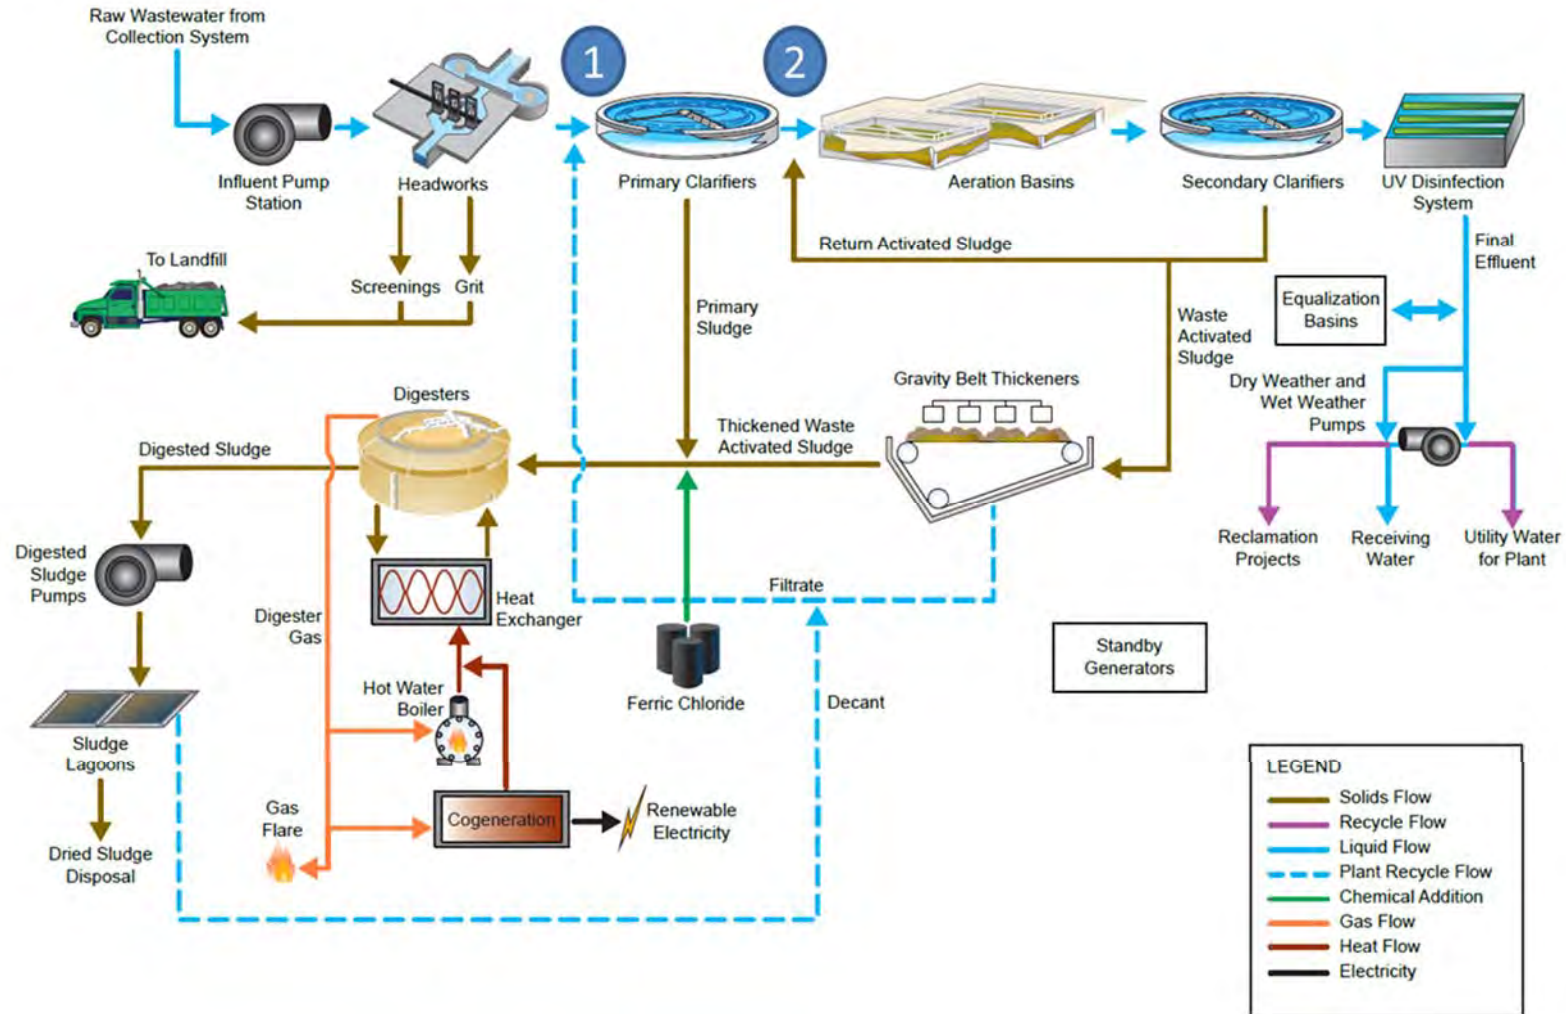 Raw Wastewater from
Collection System
1
2
Influent Pump
Station
Headworks
Primary Clarifiers
Aeration Basins
Secondary Clarifiers
UV Disinfection
System
Return Activated Sludge
Final
Effluent
To Landfill
Screenings
Grit
Primary
Sludge
Waste
Activated
Sludge
Equalization
Basins
Dry Weather and
Wet Weather
Pumps
Digesters
Gravity Belt Thickeners
Thickened Waste
Activated Sludge
Digested Sludge
Reclamation
Projects
Receiving
Water
Utility Water
for Plant
Digested
Sludge
Pumps
Heat
Exchanger
Filtrate
Digester
Gas
Standby
Generators
Hot Water
Boiler
Ferric Chloride
Decant
Sludge
Lagoons
Gas
Flare
Cogeneration
Renewable
Electricity
Dried Sludge
Disposal
LEGEND
Solids Flow
Recycle Flow
Liquid Flow
Plant Recycle Flow
Chemical Addition
Gas Flow
Heat Flow
Electricity